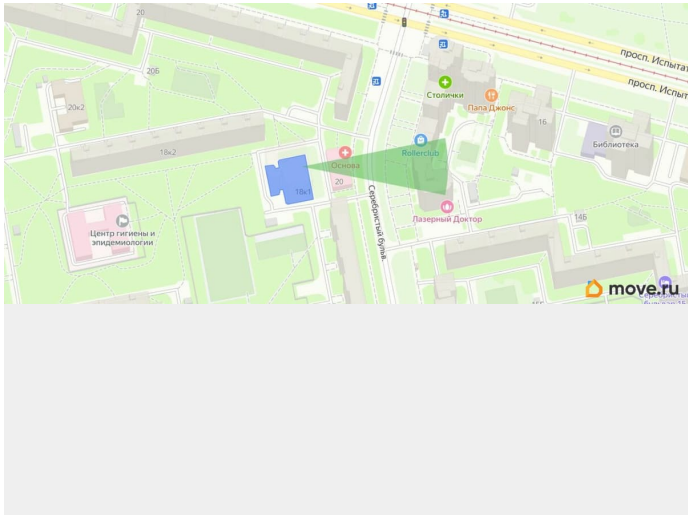 20
просп. Испытат
просп. Испыт
20Б
Столички
20к2
Папа Джонс
16
Библиотека
18к2
Rollerclub
Основа
20
18к1
Серебристый бульв.
Лазерный Доктор
14Б
Центр гигиены и
эпидемиологии
move.ru